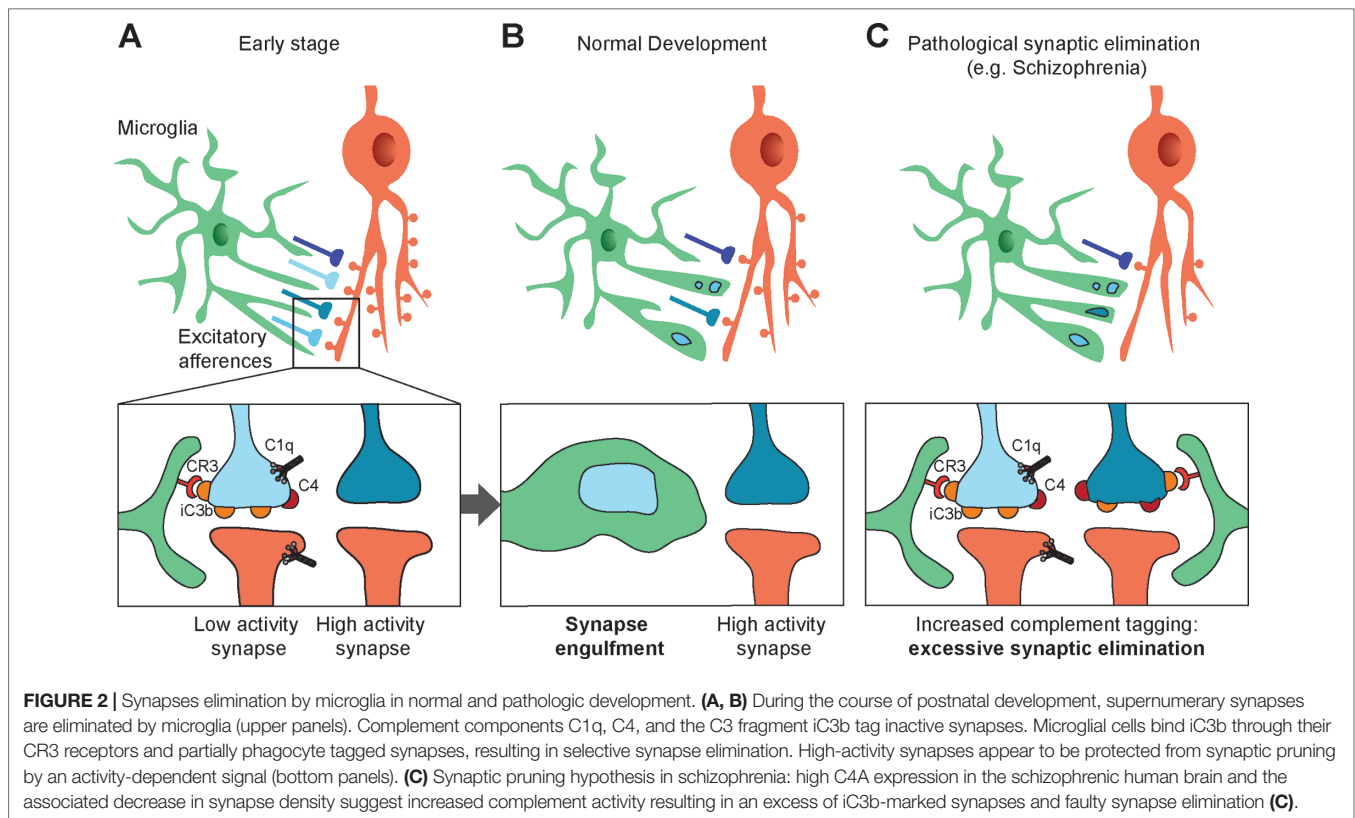 A
Early stage
B
Normal Development
C
Pathological synaptic elimination
(e.g. Schizophrenia)
Microglia
Excitatory
afferences
C1q
CR3
C4
iC3b
C1q
CR3
C4
iC3b
Low activity
synapse
High activity
synapse
Synapse
engulfment
High activity
synapse
Increased complement tagging:
excessive synaptic elimination
FIGURE 2 | Synapses elimination by microglia in normal and pathologic development. (A, B) During the course of postnatal development, supernumerary synapses
are eliminated by microglia (upper panels). Complement components C1q, C4, and the C3 fragment iC3b tag inactive synapses. Microglial cells bind iC3b through their
CR3 receptors and partially phagocyte tagged synapses, resulting in selective synapse elimination. High-activity synapses appear to be protected from synaptic pruning
by an activity-dependent signal (bottom panels). (C) Synaptic pruning hypothesis in schizophrenia: high C4A expression in the schizophrenic human brain and the
associated decrease in synapse density suggest increased complement activity resulting in an excess of iC3b-marked synapses and faulty synapse elimination (C).